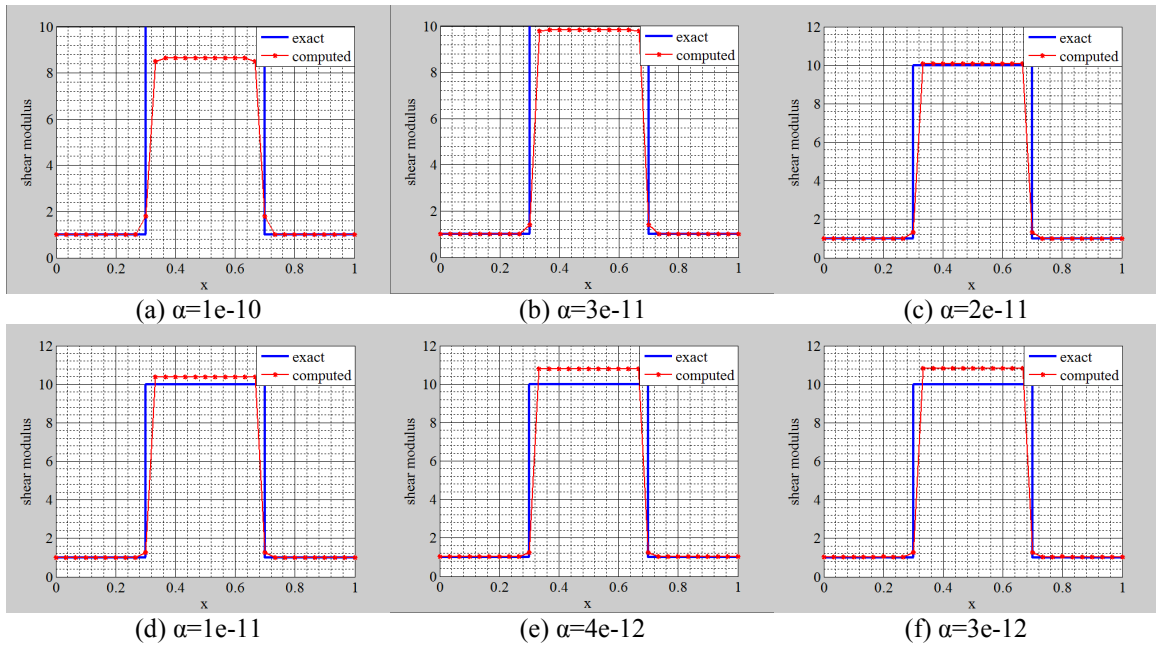 10
8
6
4
2
0
shear modulus
0 0.2 0.4 0.6 0.8 1
x
exact
computed
(a) α=1e-10
10
8
6
4
2
0
shear modulus
0 0.2 0.4 0.6 0.8 1
x
exact
computed
(b) α=3e-11
12
10
8
6
4
2
0
shear modulus
0 0.2 0.4 0.6 0.8 1
x
exact
computed
(c) α=2e-11
12
10
8
6
4
2
0
shear modulus
0 0.2 0.4 0.6 0.8 1
x
exact
computed
(d) α=1e-11
12
10
8
6
4
2
0
shear modulus
0 0.2 0.4 0.6 0.8 1
x
exact
computed
(e) α=4e-12
12
10
8
6
4
2
0
shear modulus
0 0.2 0.4 0.6 0.8 1
x
exact
computed
(f) α=3e-12